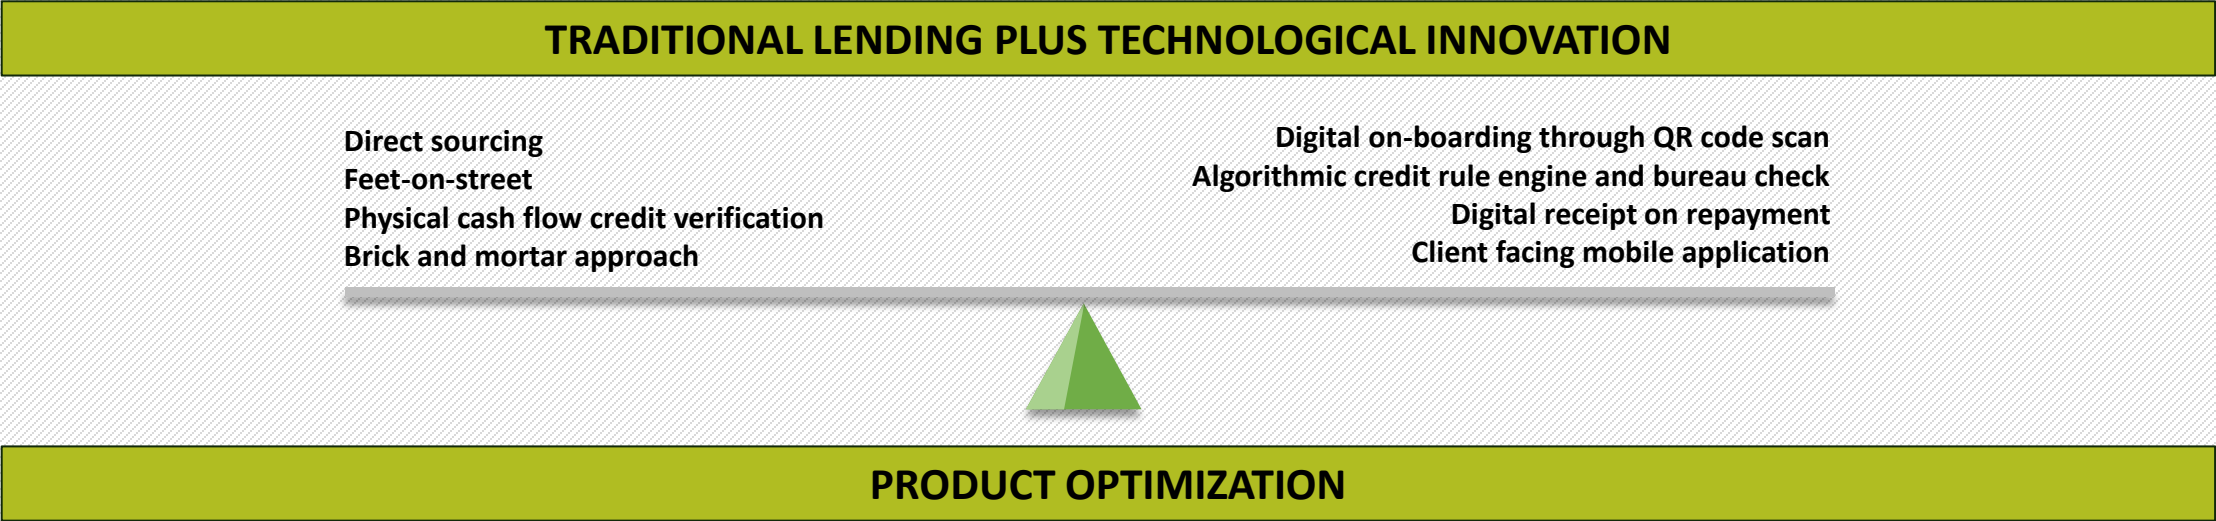 TRADITIONAL LENDING PLUS TECHNOLOGICAL INNOVATION
Direct sourcing
Feet-on-street
Physical cash flow credit verification
Brick and mortar approach
Digital on-boarding through QR code scan
Algorithmic credit rule engine and bureau check
Digital receipt on repayment
Client facing mobile application
PRODUCT OPTIMIZATION